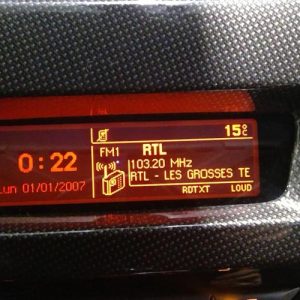 15°C
0:22
FM1 RTL
103.20 MHz
Lun 01/01/2007
RTL - LES GROSSES TE
RDTXT LOUD